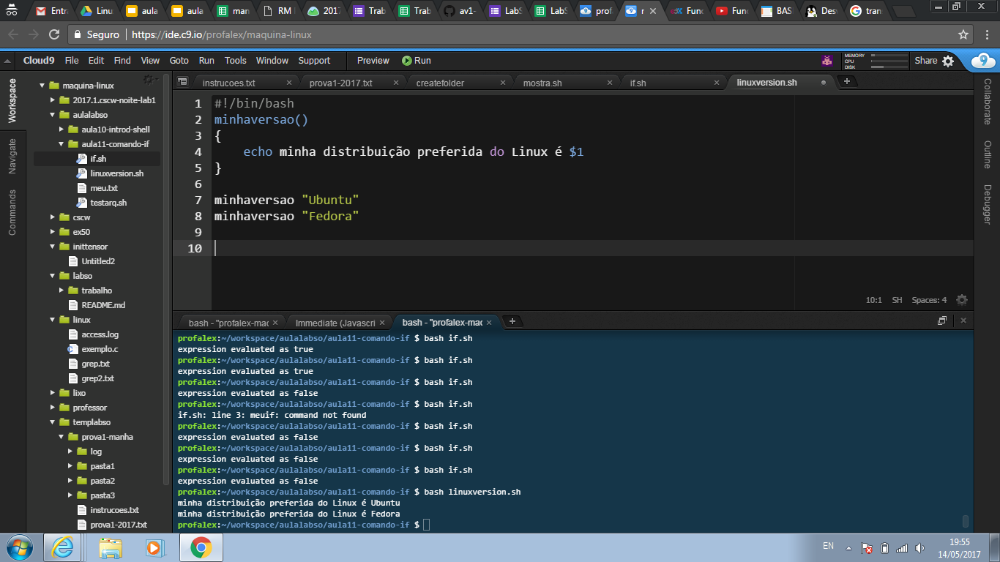 Entra
Linu
aula
aula
man
RM
2017
Trab
Trab
av1-
LabS
LabS
prof
Fun
Fun
BAS
Des
tran
Seguro
https://ide.c9.io/profalex/maquina-linux
Cloud9 File Edit Find View Goto Run Tools Window Support Preview Run
MEMORY
CPU
DISK
Share
Workspace
Navigate
Commands
maquina-linux
2017.1.cscw-noite-lab1
aulalabso
aula10-introd-shell
aula11-comando-if
if.sh
linuxversion.sh
meu.txt
testarq.sh
cscw
ex50
inittensor
Untitled2
labso
trabalho
README.md
linux
access.log
exemplo.c
grep.txt
grep2.txt
lixo
professor
templabso
prova1-manha
log
pasta1
pasta2
pasta3
instrucoes.txt
prova1-2017.txt
instrucoes.txt prova1-2017.txt createfolder mostra.sh if.sh linuxversion.sh
1 #!/bin/bash
2 minhaversao()
3 {
4 echo minha distribuição preferida do Linux é $1
5 }
6
7 minhaversao "Ubuntu"
8 minhaversao "Fedora"
9
10
10:1 SH Spaces: 4
Collaborate
Outline
Debugger
bash - "profalex-mac Immediate (Javascri bash - "profalex-mac
profalex:~/workspace/aulalabso/aula11-comando-if $ bash if.sh
expression evaluated as true
profalex:~/workspace/aulalabso/aula11-comando-if $ bash if.sh
expression evaluated as true
profalex:~/workspace/aulalabso/aula11-comando-if $ bash if.sh
expression evaluated as false
profalex:~/workspace/aulalabso/aula11-comando-if $ bash if.sh
if.sh: line 3: meuif: command not found
profalex:~/workspace/aulalabso/aula11-comando-if $ bash if.sh
expression evaluated as false
profalex:~/workspace/aulalabso/aula11-comando-if $ bash if.sh
expression evaluated as false
profalex:~/workspace/aulalabso/aula11-comando-if $ bash if.sh
expression evaluated as false
profalex:~/workspace/aulalabso/aula11-comando-if $ bash linuxversion.sh
minha distribuição preferida do Linux é Ubuntu
minha distribuição preferida do Linux é Fedora
profalex:~/workspace/aulalabso/aula11-comando-if $
EN
19:55
14/05/2017